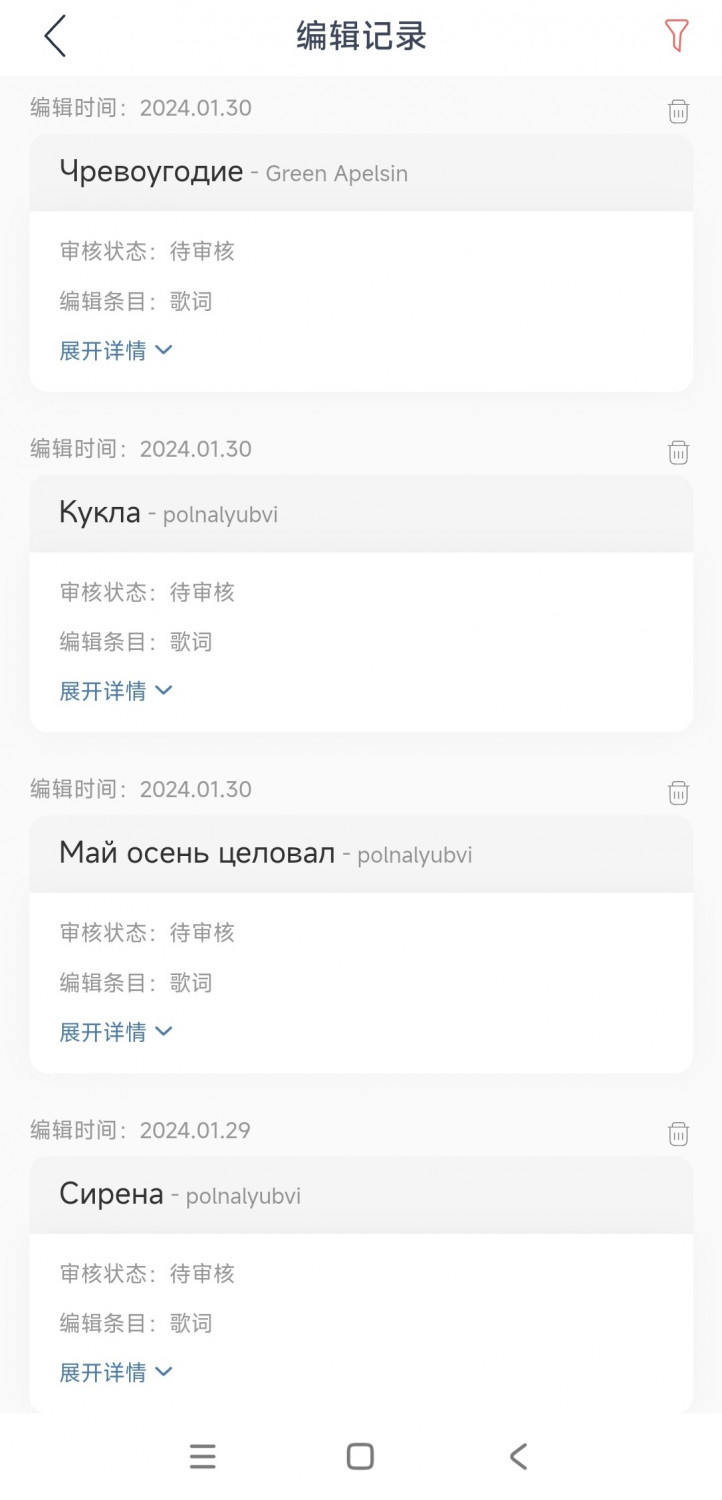 编辑记录
编辑时间：2024.01.30
Чревоугодие - Green Apelsin
审核状态：待审核
编辑条目：歌词
展开详情
编辑时间：2024.01.30
Кукла - polnalyubvi
审核状态：待审核
编辑条目：歌词
展开详情
编辑时间：2024.01.30
Май осень целовал - polnalyubvi
审核状态：待审核
编辑条目：歌词
展开详情
编辑时间：2024.01.29
Сирена - polnalyubvi
审核状态：待审核
编辑条目：歌词
展开详情